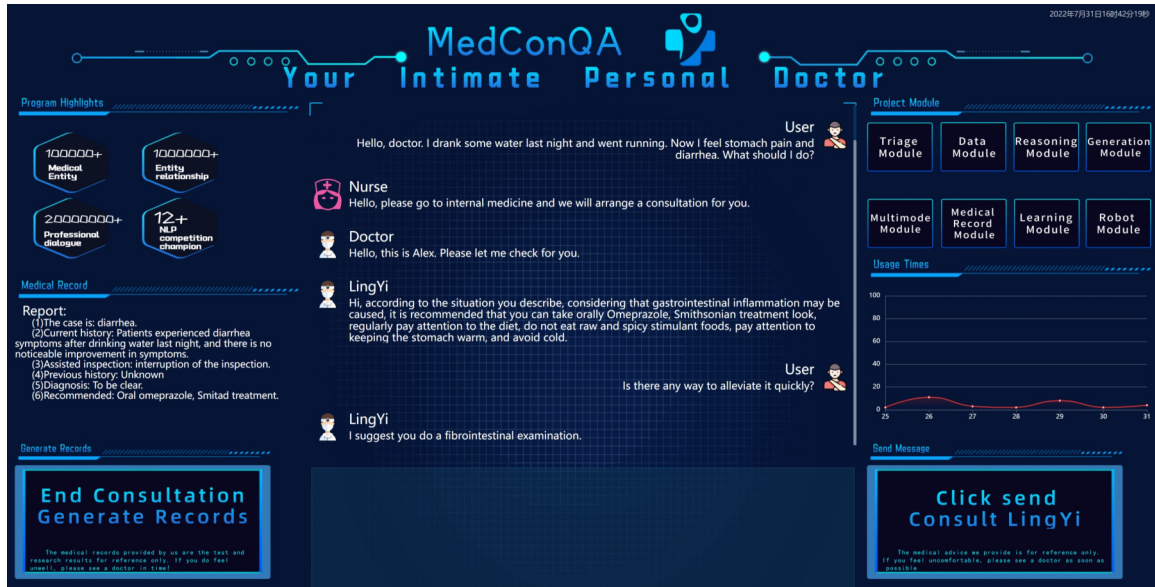 2022年7月31日16时42分19秒
MedConQA
Your Intimate Personal Doctor
Program Highlights
100000+
Medical
Entity
1000000+
Entity
relationship
20000000+
Professional
dialogue
12+
NLP
competition
champion
Medical Record
Report:
(1)The case is: diarrhea.
(2)Current history: Patients experienced diarrhea
symptoms after drinking water last night, and there is no
noticeable improvement in symptoms.
(3)Assisted inspection: interruption of the inspection.
(4)Previous history: Unknown
(5)Diagnosis: To be clear.
(6)Recommended: Oral omeprazole, Smitad treatment.
Generate Records
End Consultation
Generate Records
The medical records provided by us are the test and
research results for reference only. If you do feel
unwell, please see a doctor in time!
User
Hello, doctor. I drank some water last night and went running. Now I feel stomach pain and
diarrhea. What should I do?
Nurse
Hello, please go to internal medicine and we will arrange a consultation for you.
Doctor
Hello, this is Alex. Please let me check for you.
LingYi
Hi, according to the situation you describe, considering that gastrointestinal inflammation may be
caused, it is recommended that you can take orally Omeprazole, Smithsonian treatment look,
regularly pay attention to the diet, do not eat raw and spicy stimulant foods, pay attention to
keeping the stomach warm, and avoid cold.
User
Is there any way to alleviate it quickly?
LingYi
I suggest you do a fibrointestinal examination.
Project Module
Triage
Module
Data
Module
Reasoning
Module
Generation
Module
Multimode
Module
Medical
Record
Module
Learning
Module
Robot
Module
Usage Times
100
80
60
40
20
0
25 26 27 28 29 30 31
Send Message
Click send
Consult LingYi
The medical advice we provide is for reference only.
If you feel uncomfortable, please see a doctor as soon as
possible